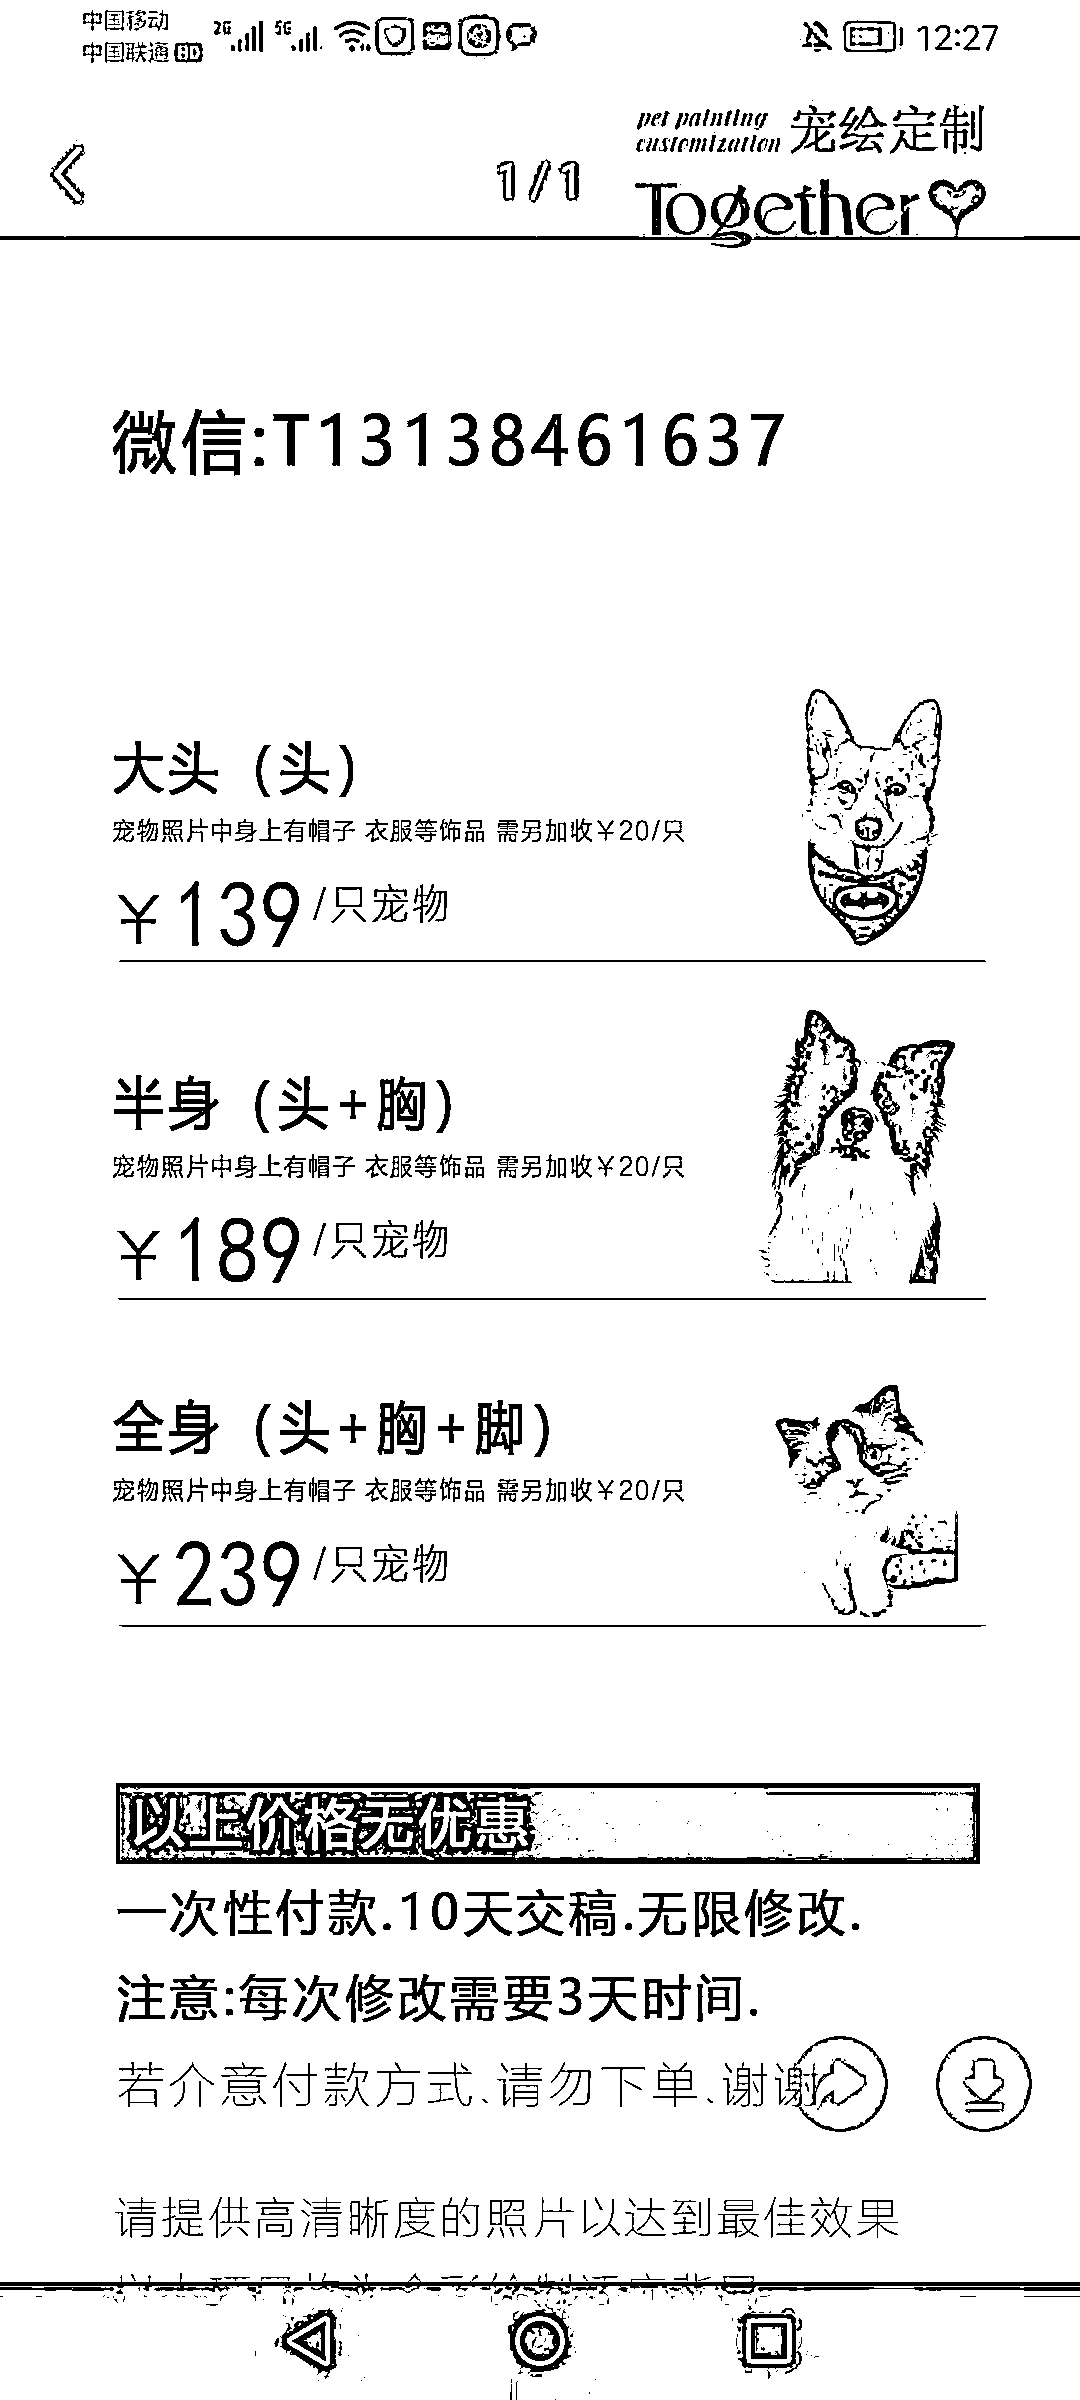 中国移动
中国联通 HD 2G 5G 12:27
pet painting
customization 宠绘定制
1/1
Together
微信:T13138461637
大头（头）
宠物照片中身上有帽子 衣服等饰品 需另加收￥20/只
￥139/只宠物
半身（头+胸）
宠物照片中身上有帽子 衣服等饰品 需另加收￥20/只
￥189/只宠物
全身（头+胸+脚）
宠物照片中身上有帽子 衣服等饰品 需另加收￥20/只
￥239/只宠物
以上价格无优惠
一次性付款.10天交稿.无限修改.
注意:每次修改需要3天时间.
若介意付款方式.请勿下单.谢谢
请提供高清晰度的照片以达到最佳效果